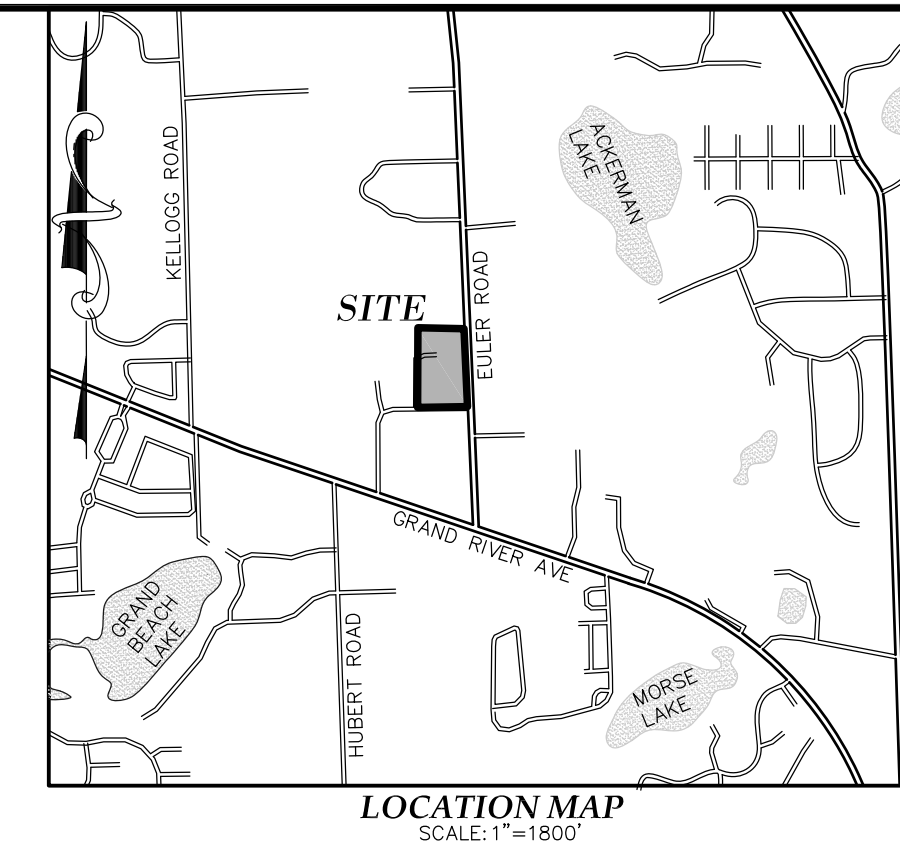 KELLOGG ROAD
ACKERMAN
LAKE
EULER ROAD
SITE
GRAND RIVER AVE
GRAND
BEACH
LAKE
HUBERT ROAD
MORSE
LAKE
LOCATION MAP
SCALE: 1"=1800'